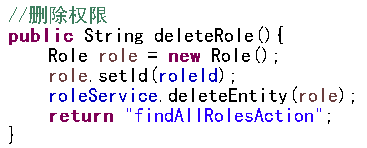 //删除权限
public String deleteRole(){
    Role role = new Role();
    role.setId(roleId);
    roleService.deleteEntity(role);
    return "findAllRolesAction";
}